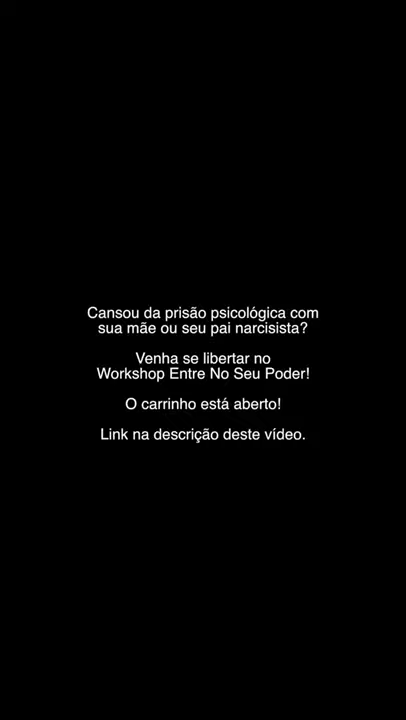 Cansou da prisão psicológica com
sua mãe ou seu pai narcisista?
Venha se libertar no
Workshop Entre No Seu Poder!
O carrinho está aberto!
Link na descrição deste vídeo.